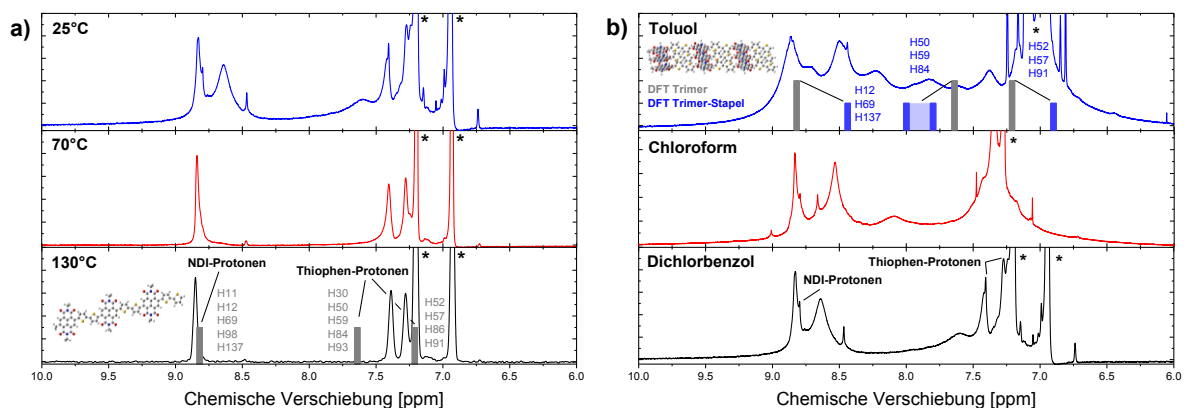 a)
25°C
* *
70°C
* *
130°C
* *
NDI-Protonen
Thiophen-Protonen
H11
H12
H69
H98
H137
H30
H50
H59
H84
H93
H52
H57
H86
H91
10.0 9.5 9.0 8.5 8.0 7.5 7.0 6.5 6.0
Chemische Verschiebung [ppm]
b)
Toluol
*
H50
H59
H84
H52
H57
H91
DFT Trimer
DFT Trimer-Stapel
H12
H69
H137
Chloroform
*
Dichlorbenzol
Thiophen-Protonen
* *
NDI-Protonen
10.0 9.5 9.0 8.5 8.0 7.5 7.0 6.5 6.0
Chemische Verschiebung [ppm]